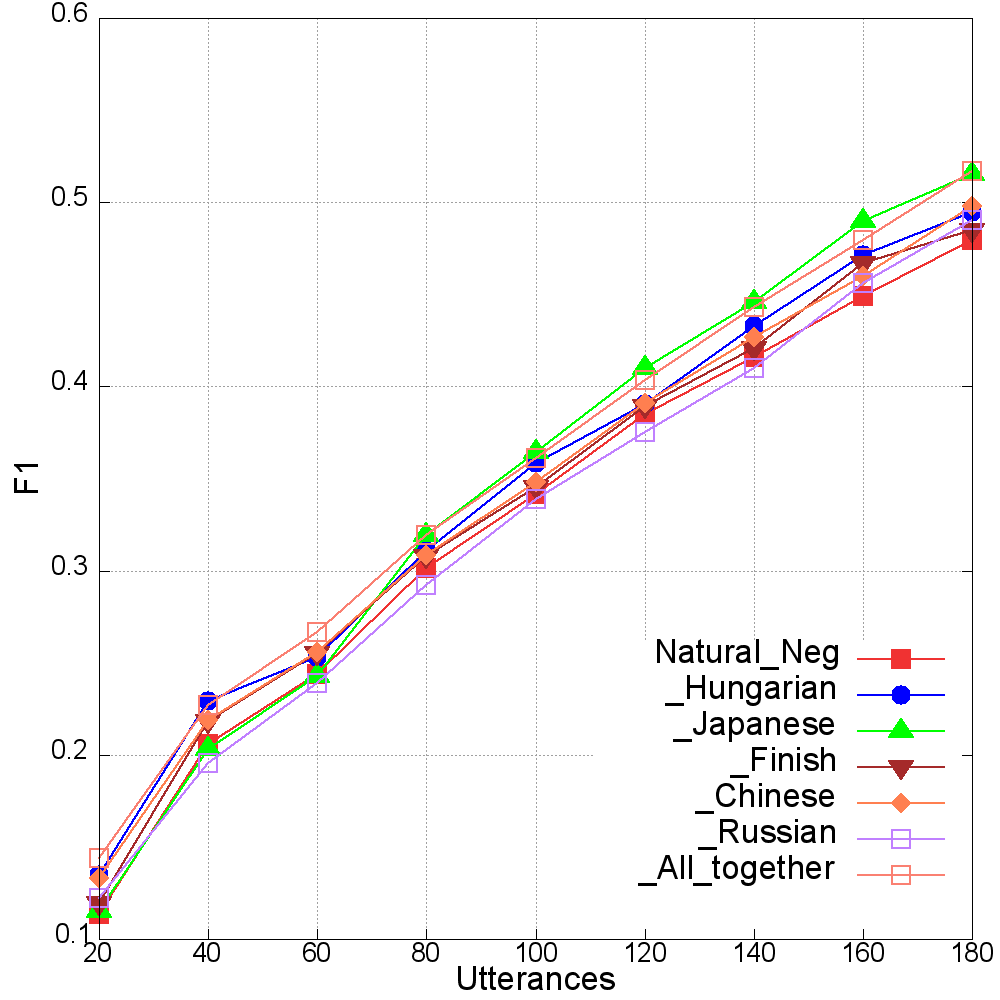 0.6
0.5
0.4
0.3
0.2
0.1
F1
Natural_Neg
_Hungarian
_Japanese
_Finish
_Chinese
_Russian
_All_together
20 40 60 80 100 120 140 160 180
Utterances